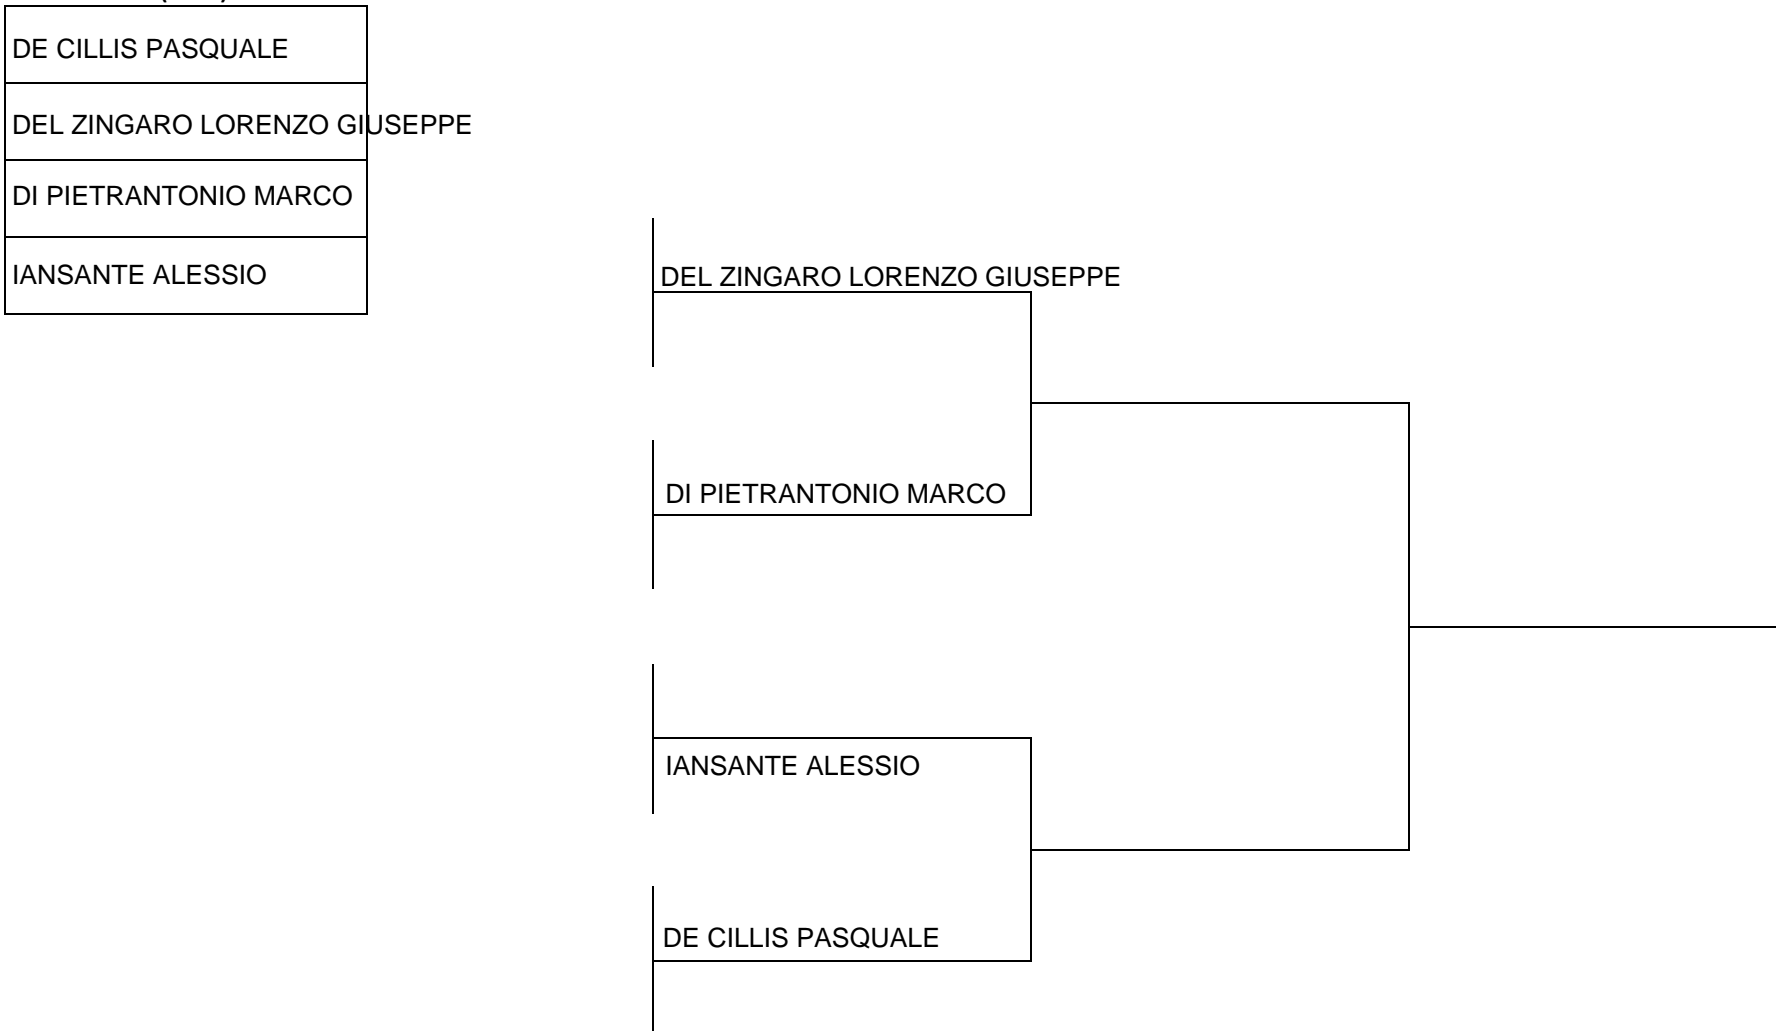 DE CILLIS PASQUALE
DEL ZINGARO LORENZO GIUSEPPE
DI PIETRANTONIO MARCO
IANSANTE ALESSIO
DEL ZINGARO LORENZO GIUSEPPE
DI PIETRANTONIO MARCO
IANSANTE ALESSIO
DE CILLIS PASQUALE